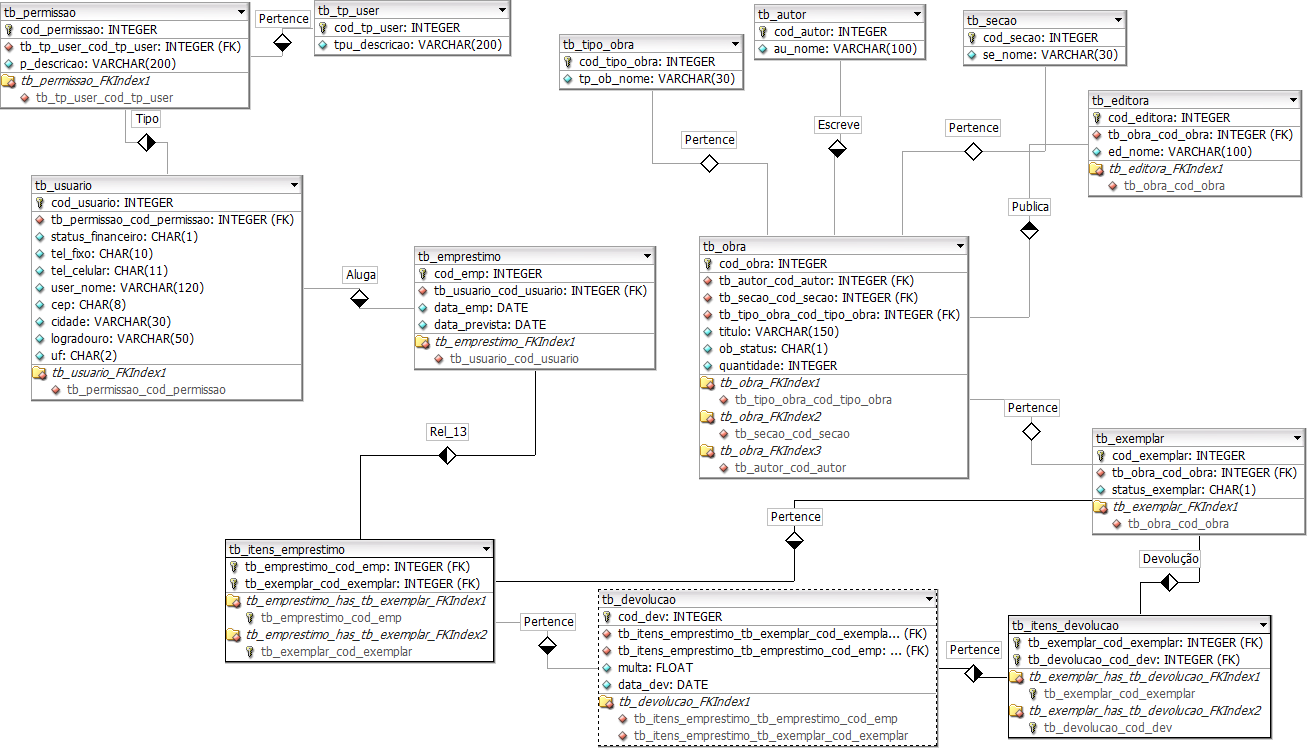 tb_permissao
cod_permissao: INTEGER
tb_tp_user_cod_tp_user: INTEGER (FK)
p_descricao: VARCHAR(200)
tb_permissao_FKIndex1
tb_tp_user_cod_tp_user
Pertence
tb_tp_user
cod_tp_user: INTEGER
tpu_descricao: VARCHAR(200)
tb_tipo_obra
cod_tipo_obra: INTEGER
tp_ob_nome: VARCHAR(30)
tb_autor
cod_autor: INTEGER
au_nome: VARCHAR(100)
tb_secao
cod_secao: INTEGER
se_nome: VARCHAR(30)
tb_editora
cod_editora: INTEGER
tb_obra_cod_obra: INTEGER (FK)
ed_nome: VARCHAR(100)
tb_editora_FKIndex1
tb_obra_cod_obra
Tipo
Pertence
Escreve
Pertence
Publica
tb_usuario
cod_usuario: INTEGER
tb_permissao_cod_permissao: INTEGER (FK)
status_financeiro: CHAR(1)
tel_fixo: CHAR(10)
tel_celular: CHAR(11)
user_nome: VARCHAR(120)
cep: CHAR(8)
cidade: VARCHAR(30)
logradouro: VARCHAR(50)
uf: CHAR(2)
tb_usuario_FKIndex1
tb_permissao_cod_permissao
Aluga
tb_emprestimo
cod_emp: INTEGER
tb_usuario_cod_usuario: INTEGER (FK)
data_emp: DATE
data_prevista: DATE
tb_emprestimo_FKIndex1
tb_usuario_cod_usuario
tb_obra
cod_obra: INTEGER
tb_autor_cod_autor: INTEGER (FK)
tb_secao_cod_secao: INTEGER (FK)
tb_tipo_obra_cod_tipo_obra: INTEGER (FK)
titulo: VARCHAR(150)
ob_status: CHAR(1)
quantidade: INTEGER
tb_obra_FKIndex1
tb_tipo_obra_cod_tipo_obra
tb_obra_FKIndex2
tb_secao_cod_secao
tb_obra_FKIndex3
tb_autor_cod_autor
Pertence
tb_exemplar
cod_exemplar: INTEGER
tb_obra_cod_obra: INTEGER (FK)
status_exemplar: CHAR(1)
tb_exemplar_FKIndex1
tb_obra_cod_obra
Rel_13
Pertence
Devolução
tb_itens_emprestimo
tb_emprestimo_cod_emp: INTEGER (FK)
tb_exemplar_cod_exemplar: INTEGER (FK)
tb_emprestimo_has_tb_exemplar_FKIndex1
tb_emprestimo_cod_emp
tb_emprestimo_has_tb_exemplar_FKIndex2
tb_exemplar_cod_exemplar
Pertence
tb_devolucao
cod_dev: INTEGER
tb_itens_emprestimo_tb_exemplar_cod_exempla... (FK)
tb_itens_emprestimo_tb_emprestimo_cod_emp: ... (FK)
multa: FLOAT
data_dev: DATE
tb_devolucao_FKIndex1
tb_itens_emprestimo_tb_emprestimo_cod_emp
tb_itens_emprestimo_tb_exemplar_cod_exemplar
Pertence
tb_itens_devolucao
tb_exemplar_cod_exemplar: INTEGER (FK)
tb_devolucao_cod_dev: INTEGER (FK)
tb_exemplar_has_tb_devolucao_FKIndex1
tb_exemplar_cod_exemplar
tb_exemplar_has_tb_devolucao_FKIndex2
tb_devolucao_cod_dev